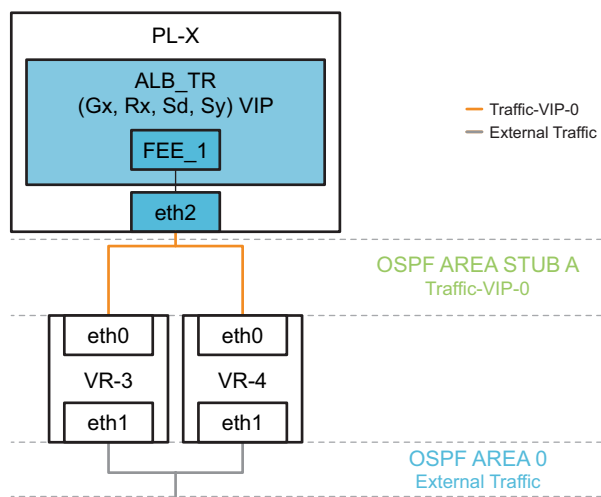 PL-X
ALB_TR
(Gx, Rx, Sd, Sy) VIP
FEE_1
eth2
Traffic-VIP-0
External Traffic
OSPF AREA STUB A
Traffic-VIP-0
eth0
eth0
VR-3
VR-4
eth1
eth1
OSPF AREA 0
External Traffic